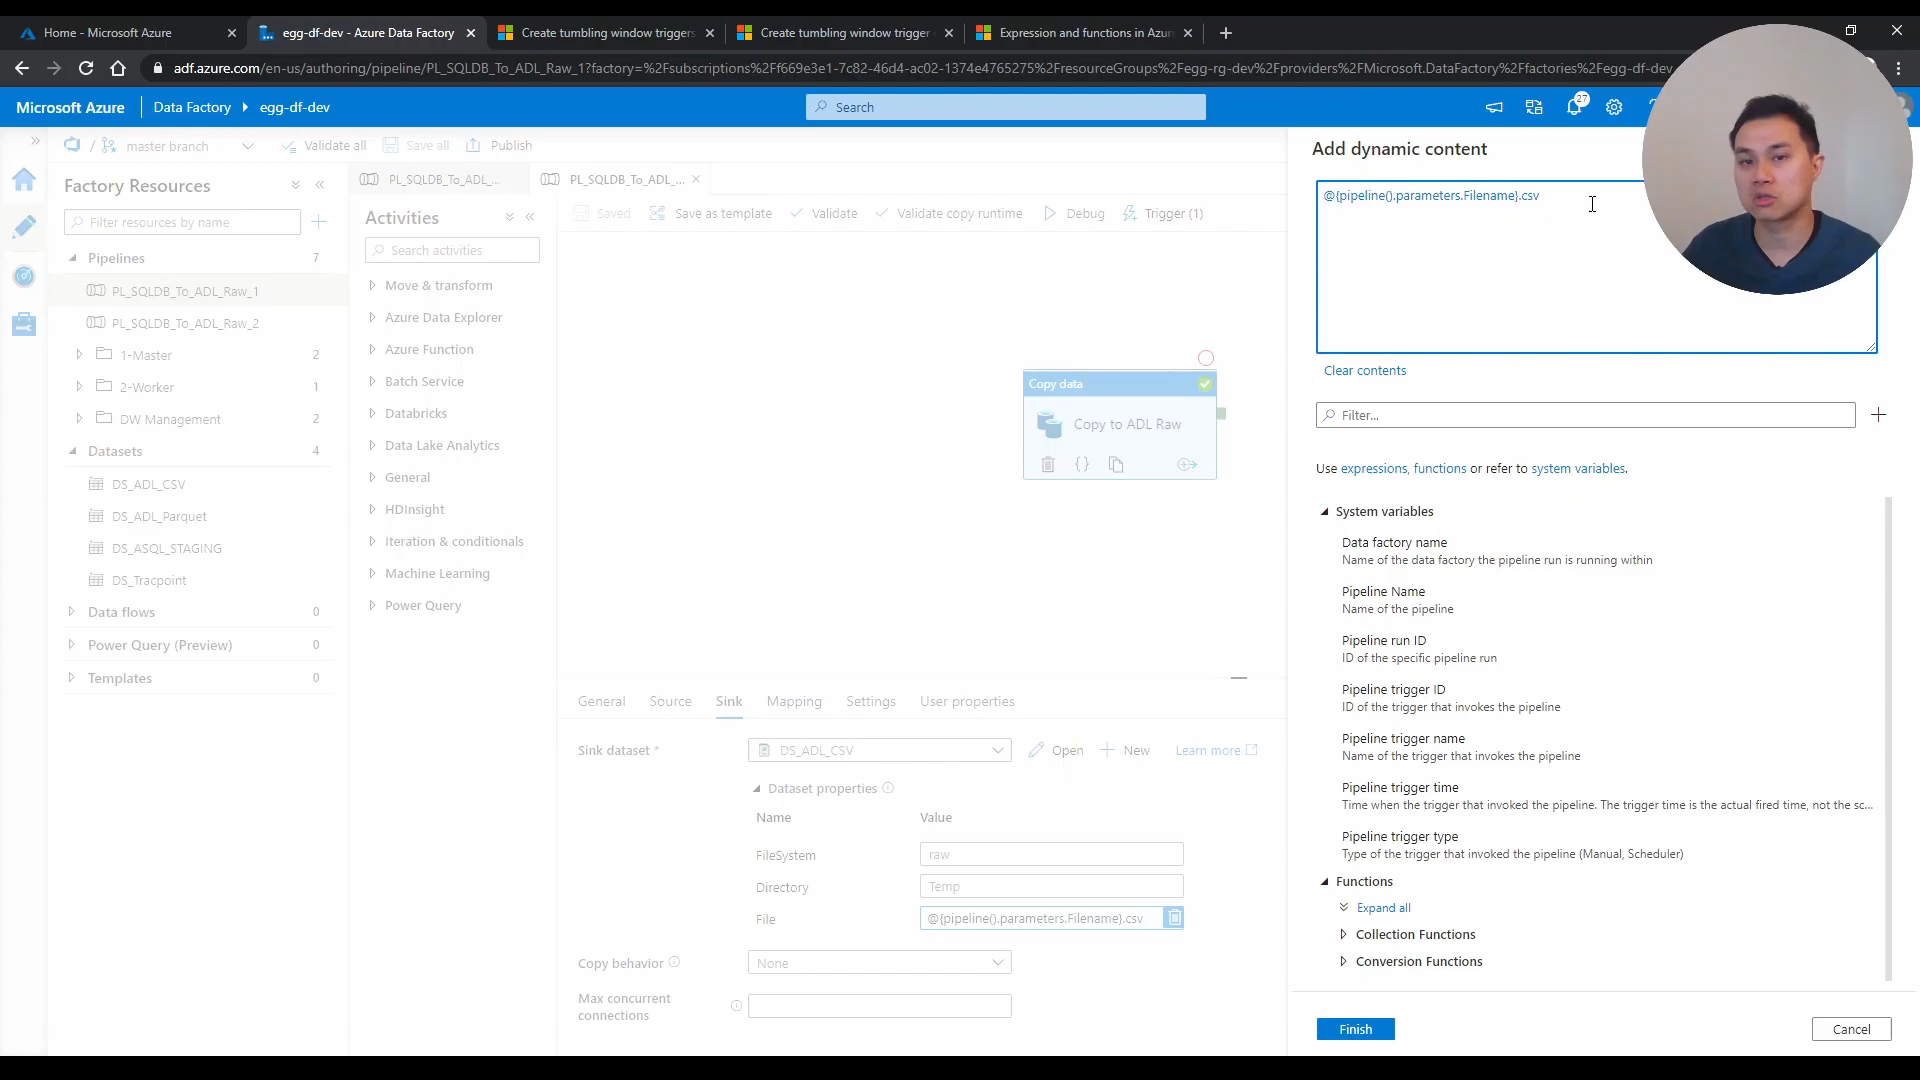 Home - Microsoft Azure
egg-df-dev - Azure Data Factory
Create tumbling window triggers
Create tumbling window trigger
Expression and functions in Azur
adf.azure.com/en-us/authoring/pipeline/PL_SQLDB_To_ADL_Raw_1?factory=%2Fsubscriptions%2Ff669e3e1-7c82-46d4-ac02-1374e4765275%2FresourceGroups%2Fegg-rg-dev%2Fproviders%2FMicrosoft.DataFactory%2Ffactories%2Fegg-df-dev
Microsoft Azure
Data Factory
egg-df-dev
Search
27
/
master branch
Validate all
Save all
Publish
Factory Resources
Filter resources by name
Pipelines 7
PL_SQLDB_To_ADL_Raw_1
PL_SQLDB_To_ADL_Raw_2
1-Master 2
2-Worker 1
DW Management 2
Datasets 4
DS_ADL_CSV
DS_ADL_Parquet
DS_ASQL_STAGING
DS_Tracpoint
Data flows 0
Power Query (Preview) 0
Templates 0
PL_SQLDB_To_ADL_...
PL_SQLDB_To_ADL_...
Activities
Search activities
Move & transform
Azure Data Explorer
Azure Function
Batch Service
Databricks
Data Lake Analytics
General
HDInsight
Iteration & conditionals
Machine Learning
Power Query
Saved
Save as template
Validate
Validate copy runtime
Debug
Trigger (1)
Copy data
Copy to ADL Raw
{}
General
Source
Sink
Mapping
Settings
User properties
Sink dataset *
DS_ADL_CSV
Open
New
Learn more
Dataset properties
Name
Value
FileSystem
raw
Directory
Temp
File
@{pipeline().parameters.Filename}.csv
Copy behavior
None
Max concurrent
connections
Add dynamic content
@{pipeline().parameters.Filename}.csv
Clear contents
Filter...
Use expressions, functions or refer to system variables.
System variables
Data factory name
Name of the data factory the pipeline run is running within
Pipeline Name
Name of the pipeline
Pipeline run ID
ID of the specific pipeline run
Pipeline trigger ID
ID of the trigger that invokes the pipeline
Pipeline trigger name
Name of the trigger that invokes the pipeline
Pipeline trigger time
Time when the trigger that invoked the pipeline. The trigger time is the actual fired time, not the sc...
Pipeline trigger type
Type of the trigger that invoked the pipeline (Manual, Scheduler)
Functions
Expand all
Collection Functions
Conversion Functions
Finish
Cancel